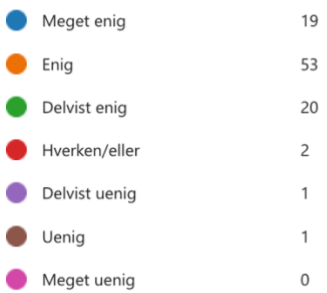 Meget enig 19
Enig 53
Delvist enig 20
Hverken/eller 2
Delvist uenig 1
Uenig 1
Meget uenig 0